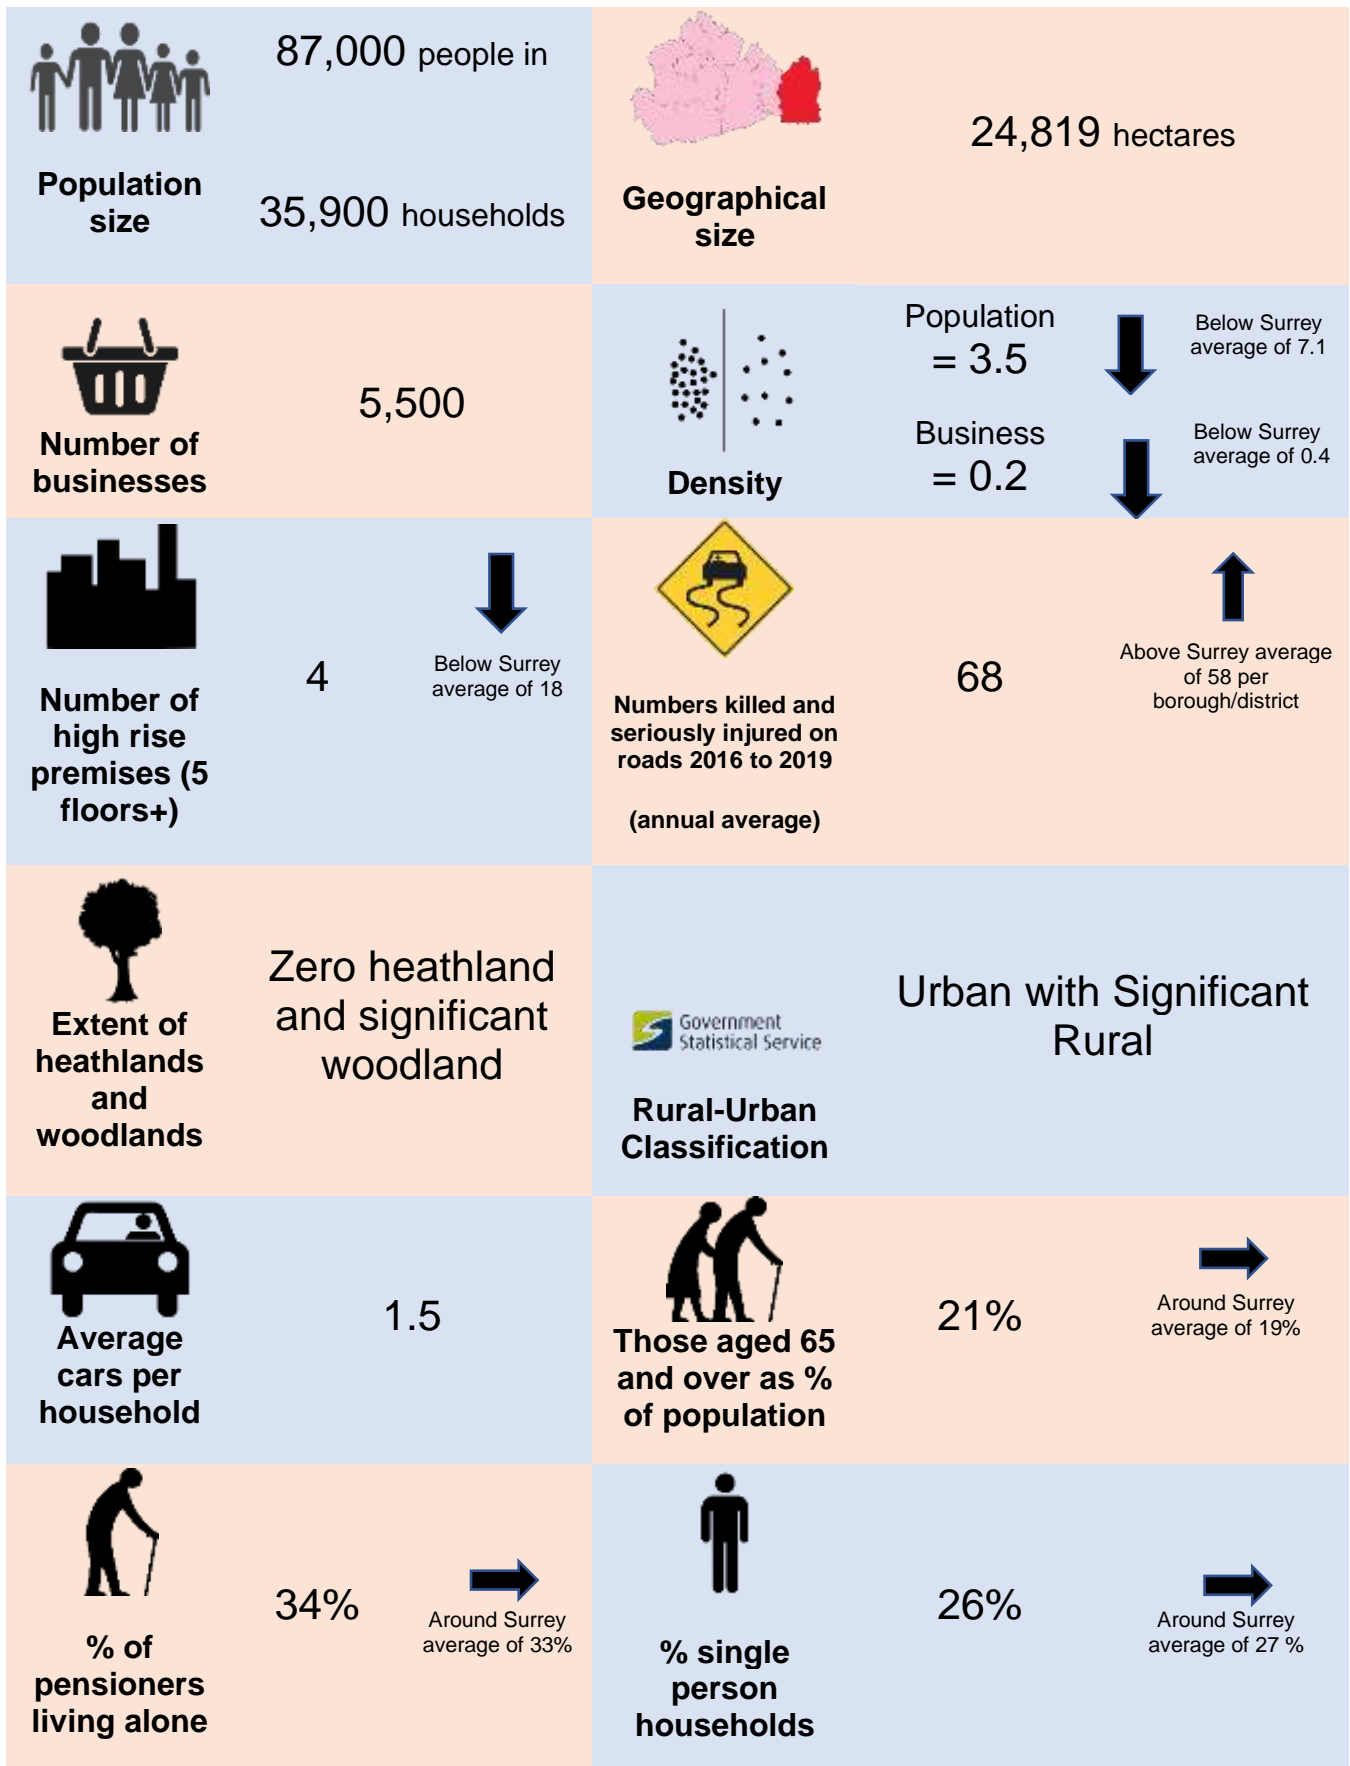 87,000 people in
Population
size
35,900 households
Geographical
size
24,819 hectares
Number of
businesses
5,500
Density
Population
= 3.5
Below Surrey
average of 7.1
Business
= 0.2
Below Surrey
average of 0.4
Number of
high rise
premises (5
floors+)
4
Below Surrey
average of 18
Numbers killed and
seriously injured on
roads 2016 to 2019
(annual average)
68
Above Surrey average
of 58 per
borough/district
Extent of
heathlands
and
woodlands
Zero heathland
and significant
woodland
Government
Statistical Service
Rural-Urban
Classification
Urban with Significant
Rural
Average
cars per
household
1.5
Those aged 65
and over as %
of population
21%
Around Surrey
average of 19%
% of
pensioners
living alone
34%
Around Surrey
average of 33%
% single
person
households
26%
Around Surrey
average of 27 %